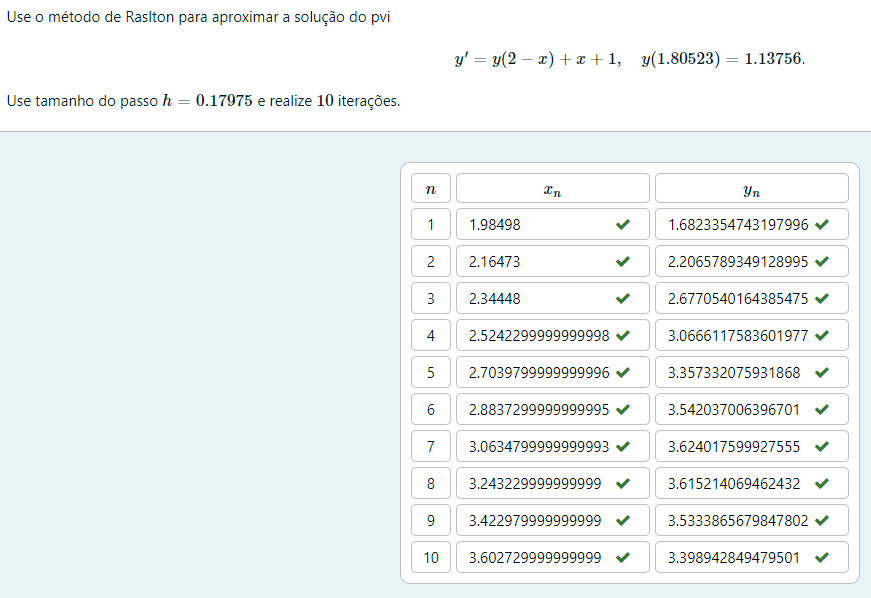 Use o método de Raslton para aproximar a solução do pvi
y′ = y(2 − x) + x + 1, y(1.80523) = 1.13756.
Use tamanho do passo h = 0.17975 e realize 10 iterações.
n xₙ yₙ
1 1.98498 1.6823354743197996
2 2.16473 2.2065789349128995
3 2.34448 2.6770540164385475
4 2.5242299999999998 3.0666117583601977
5 2.7039799999999996 3.357332075931868
6 2.8837299999999995 3.542037006396701
7 3.0634799999999993 3.624017599927555
8 3.243229999999999 3.615214069462432
9 3.422979999999999 3.5333865679847802
10 3.602729999999999 3.398942849479501